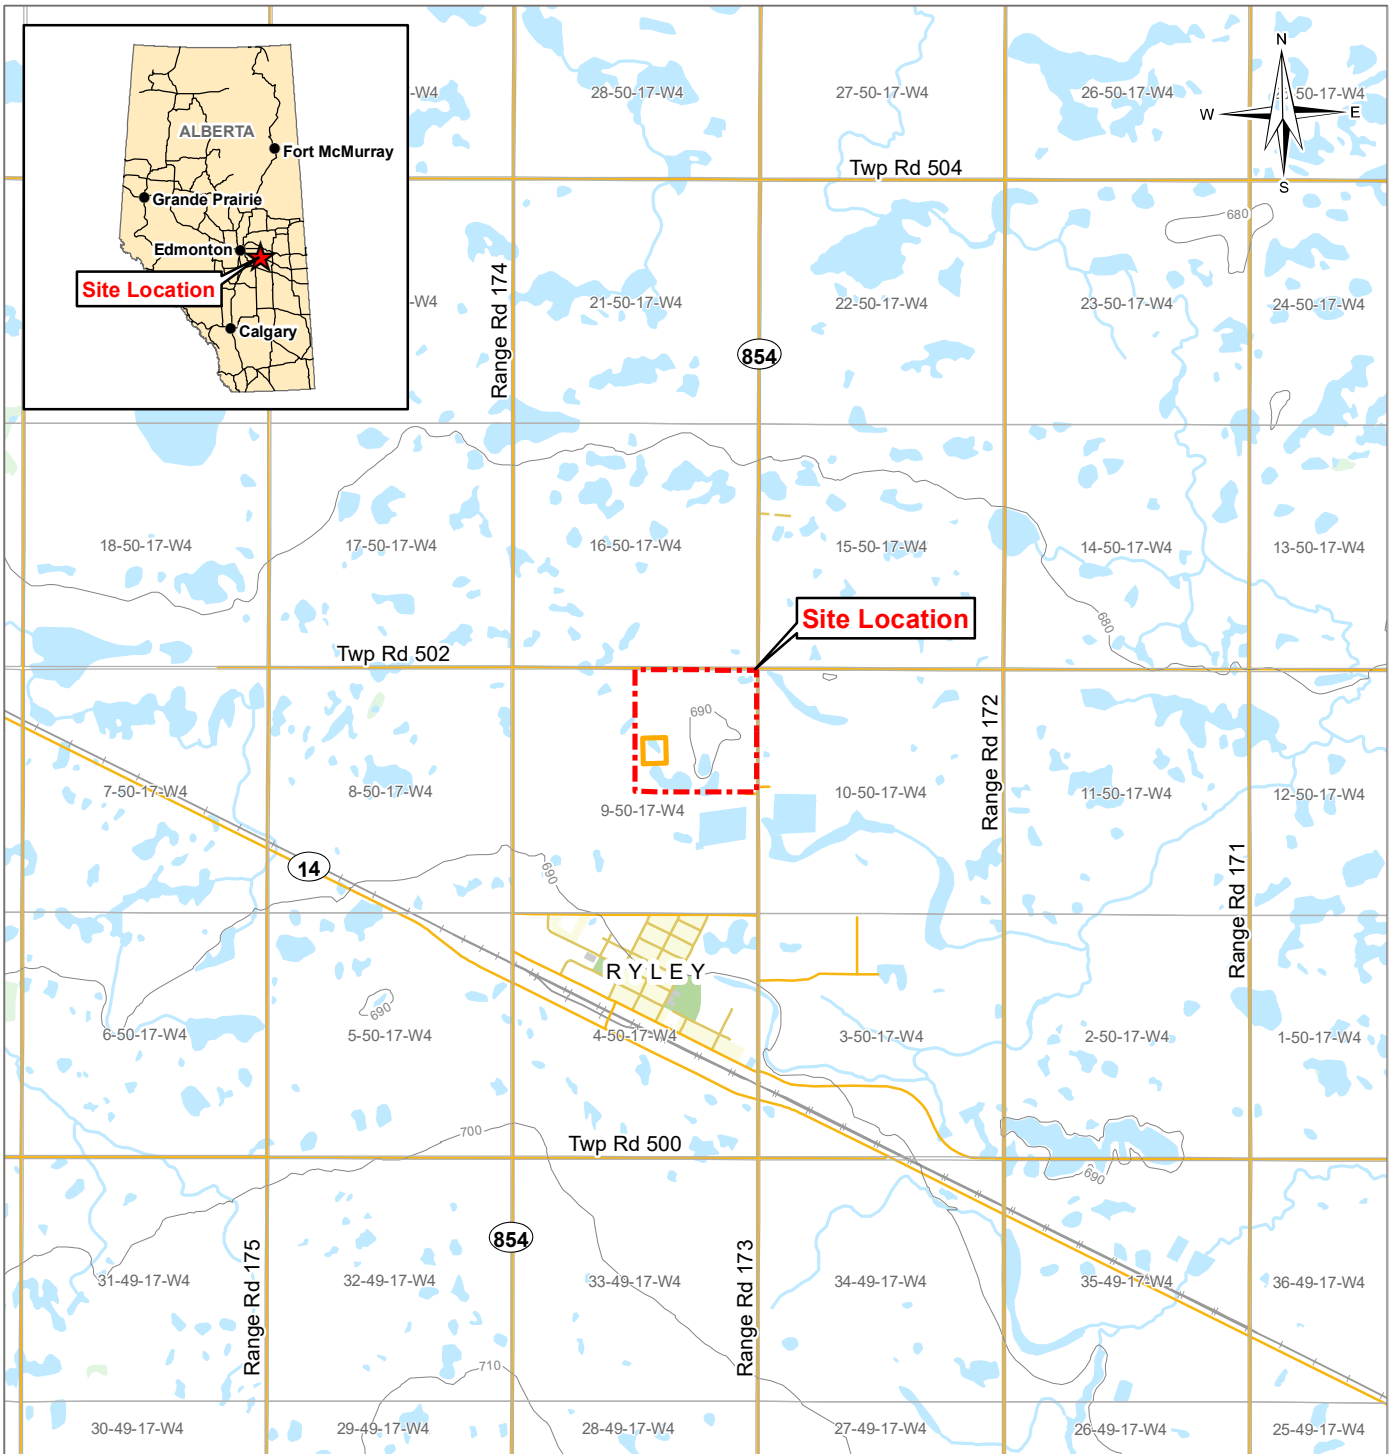 N
W
E
S
ALBERTA
Fort McMurray
Grande Prairie
Edmonton
Site Location
Calgary
-W4
28-50-17-W4
27-50-17-W4
26-50-17-W4
50-17-W4
Twp Rd 504
680
-W4
21-50-17-W4
22-50-17-W4
23-50-17-W4
24-50-17-W4
Range Rd 174
854
18-50-17-W4
17-50-17-W4
16-50-17-W4
15-50-17-W4
14-50-17-W4
13-50-17-W4
Site Location
680
Twp Rd 502
690
Range Rd 172
7-50-17-W4
8-50-17-W4
9-50-17-W4
10-50-17-W4
11-50-17-W4
12-50-17-W4
14
690
Range Rd 171
RYLEY
690
6-50-17-W4
5-50-17-W4
4-50-17-W4
3-50-17-W4
2-50-17-W4
1-50-17-W4
700
Twp Rd 500
690
854
Range Rd 175
Range Rd 173
31-49-17-W4
32-49-17-W4
33-49-17-W4
34-49-17-W4
35-49-17-W4
36-49-17-W4
710
30-49-17-W4
29-49-17-W4
28-49-17-W4
27-49-17-W4
26-49-17-W4
25-49-17-W4